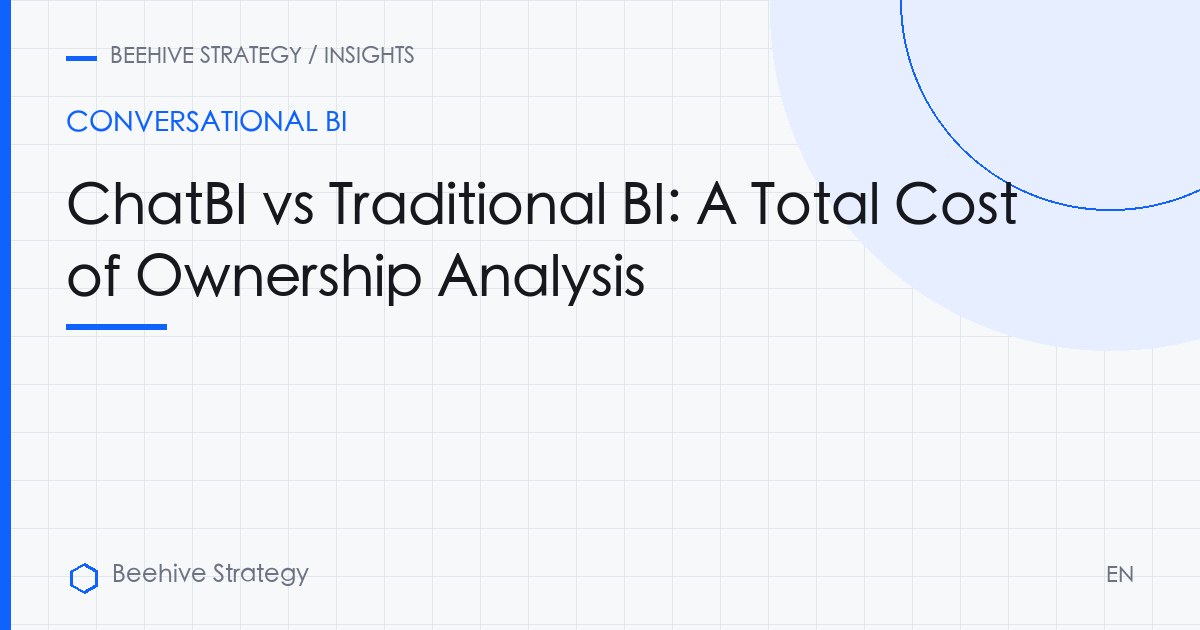 BEEHIVE STRATEGY / INSIGHTS
CONVERSATIONAL BI
ChatBI vs Traditional BI: A Total Cost
of Ownership Analysis
Beehive Strategy
EN